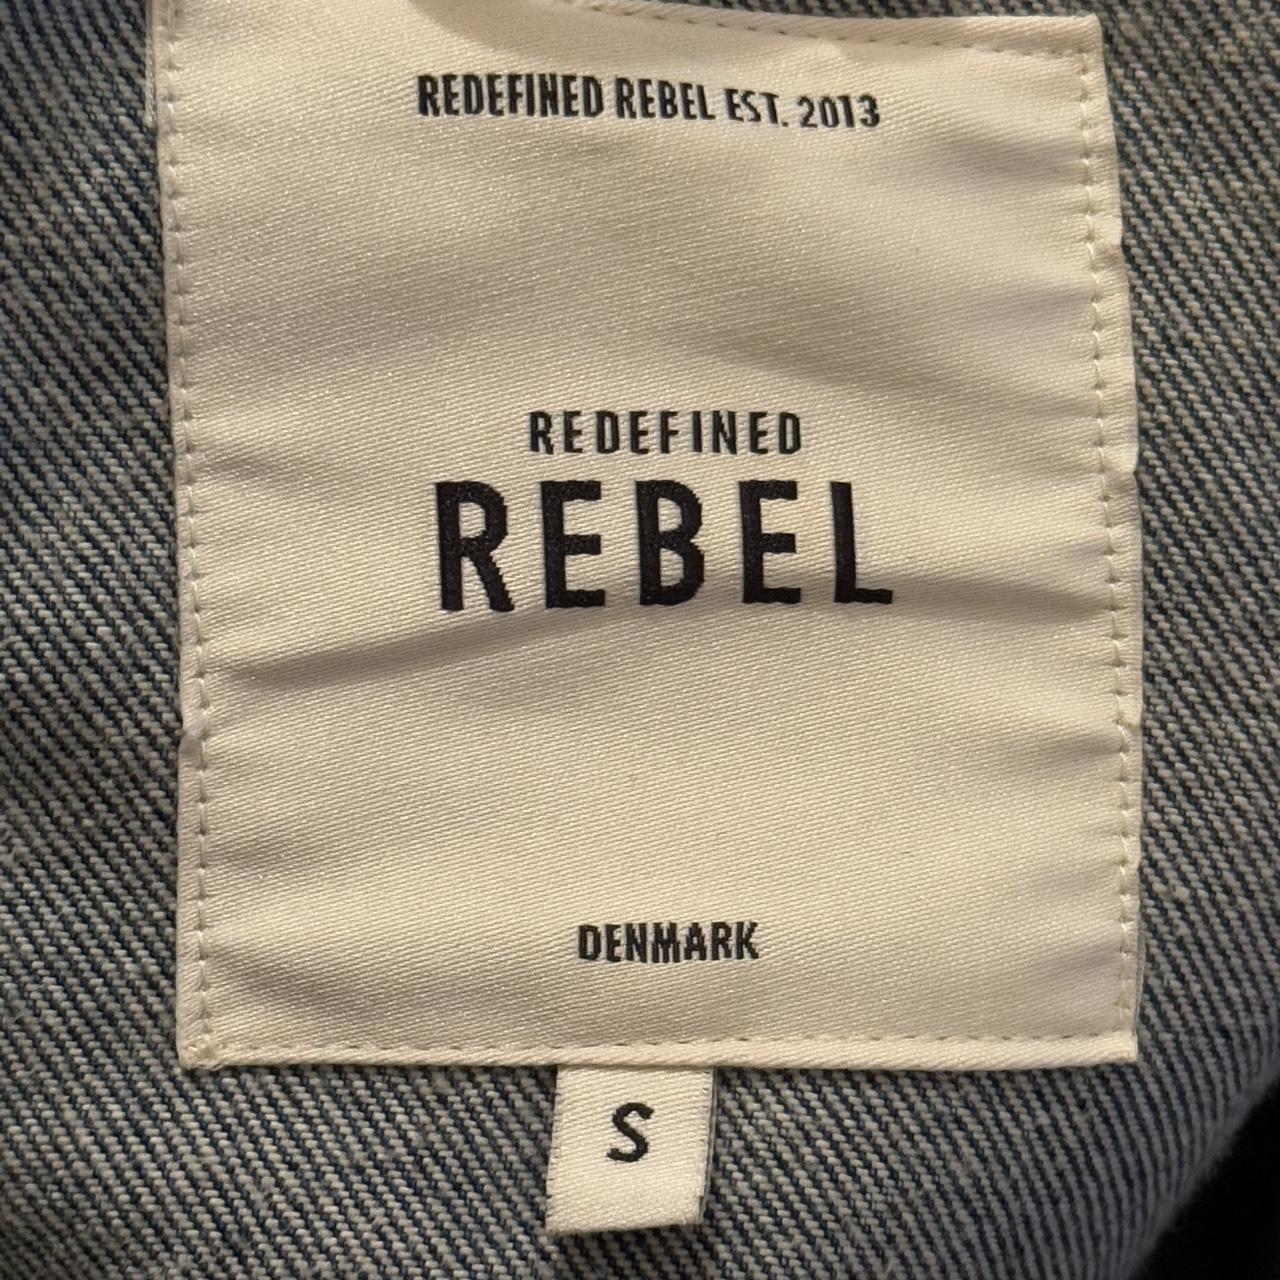 REDEFINED REBEL EST. 2013
REDEFINED
REBEL
DENMARK
S